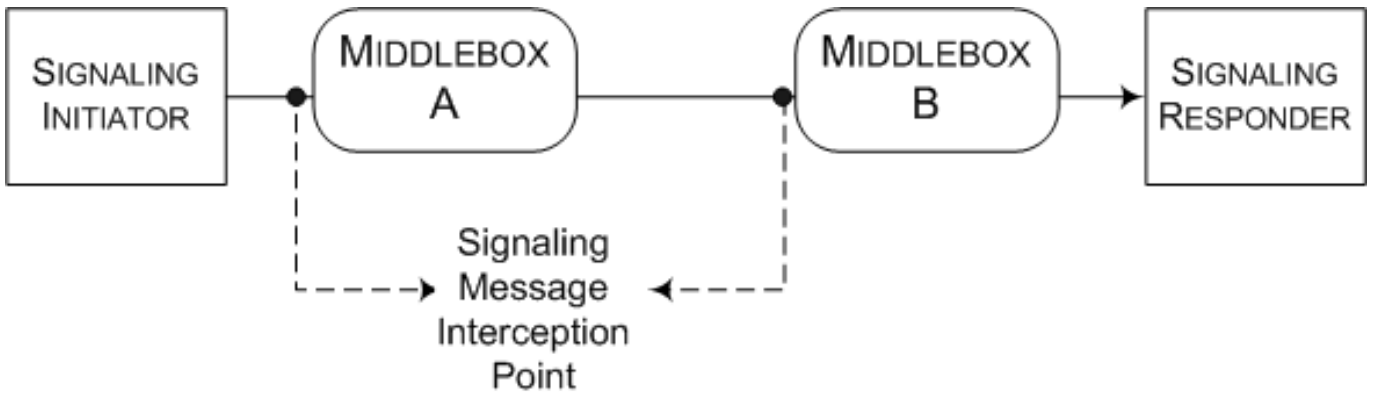 SIGNALING
INITIATOR
MIDDLEBOX
A
MIDDLEBOX
B
SIGNALING
RESPONDER
Signaling
Message
Interception
Point